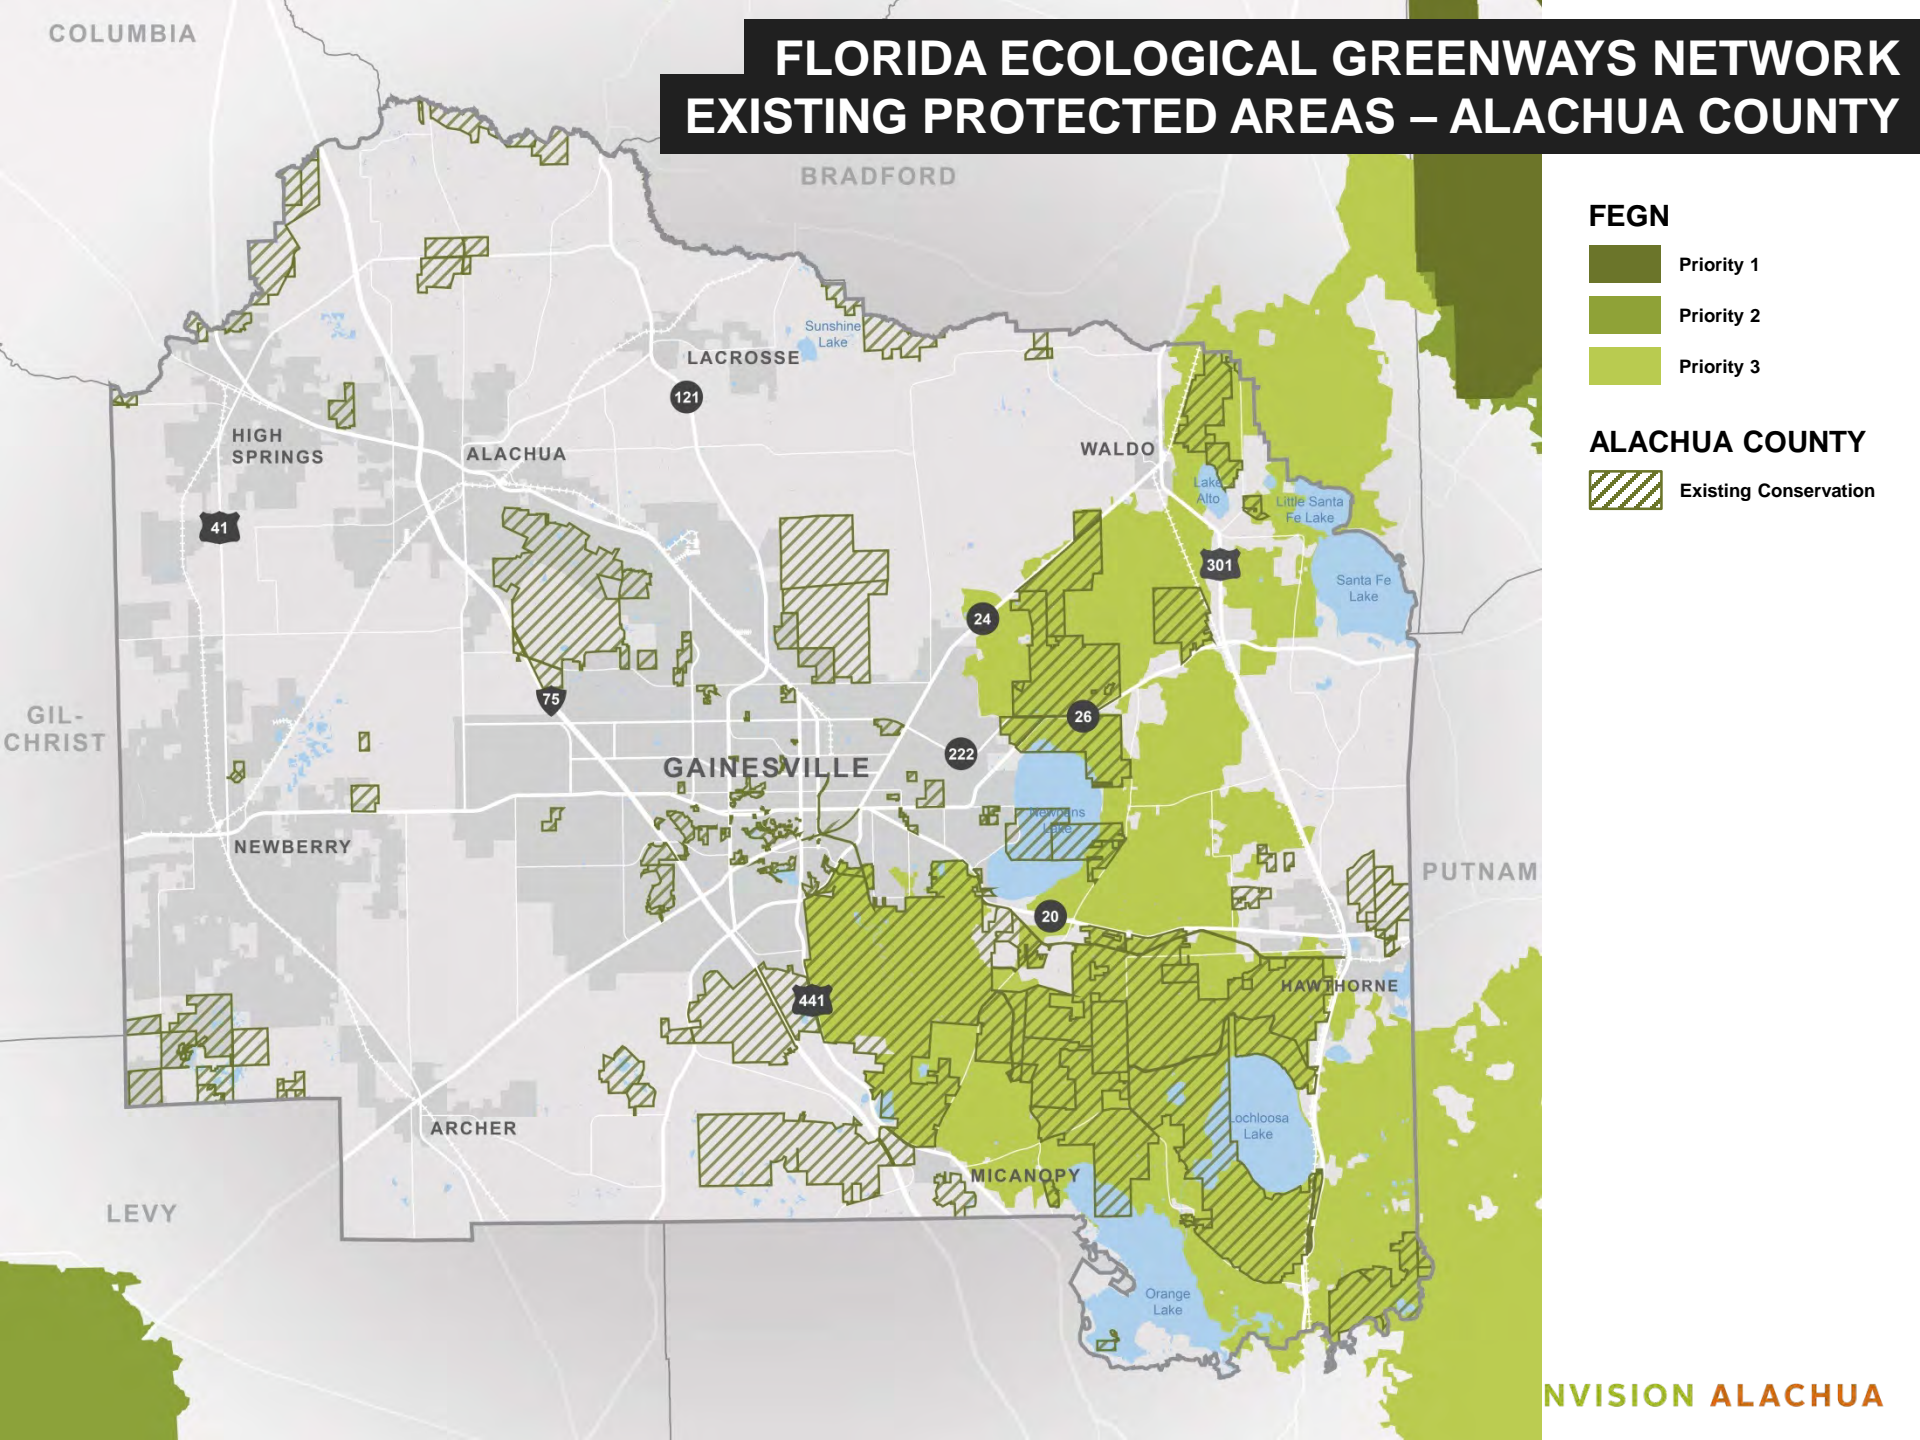 FLORIDA ECOLOGICAL GREENWAYS NETWORK
EXISTING PROTECTED AREAS – ALACHUA COUNTY
COLUMBIA
BRADFORD
FEGN
Priority 1
Priority 2
Priority 3
ALACHUA COUNTY
Existing Conservation
Sunshine
Lake
LACROSSE
121
HIGH
SPRINGS
ALACHUA
WALDO
Lake
Alto
Little Santa
Fe Lake
41
301
Santa Fe
Lake
24
75
26
GIL-
CHRIST
222
GAINESVILLE
Newnans
Lake
NEWBERRY
PUTNAM
20
441
HAWTHORNE
Lochloosa
Lake
ARCHER
MICANOPY
LEVY
Orange
Lake
NVISION ALACHUA